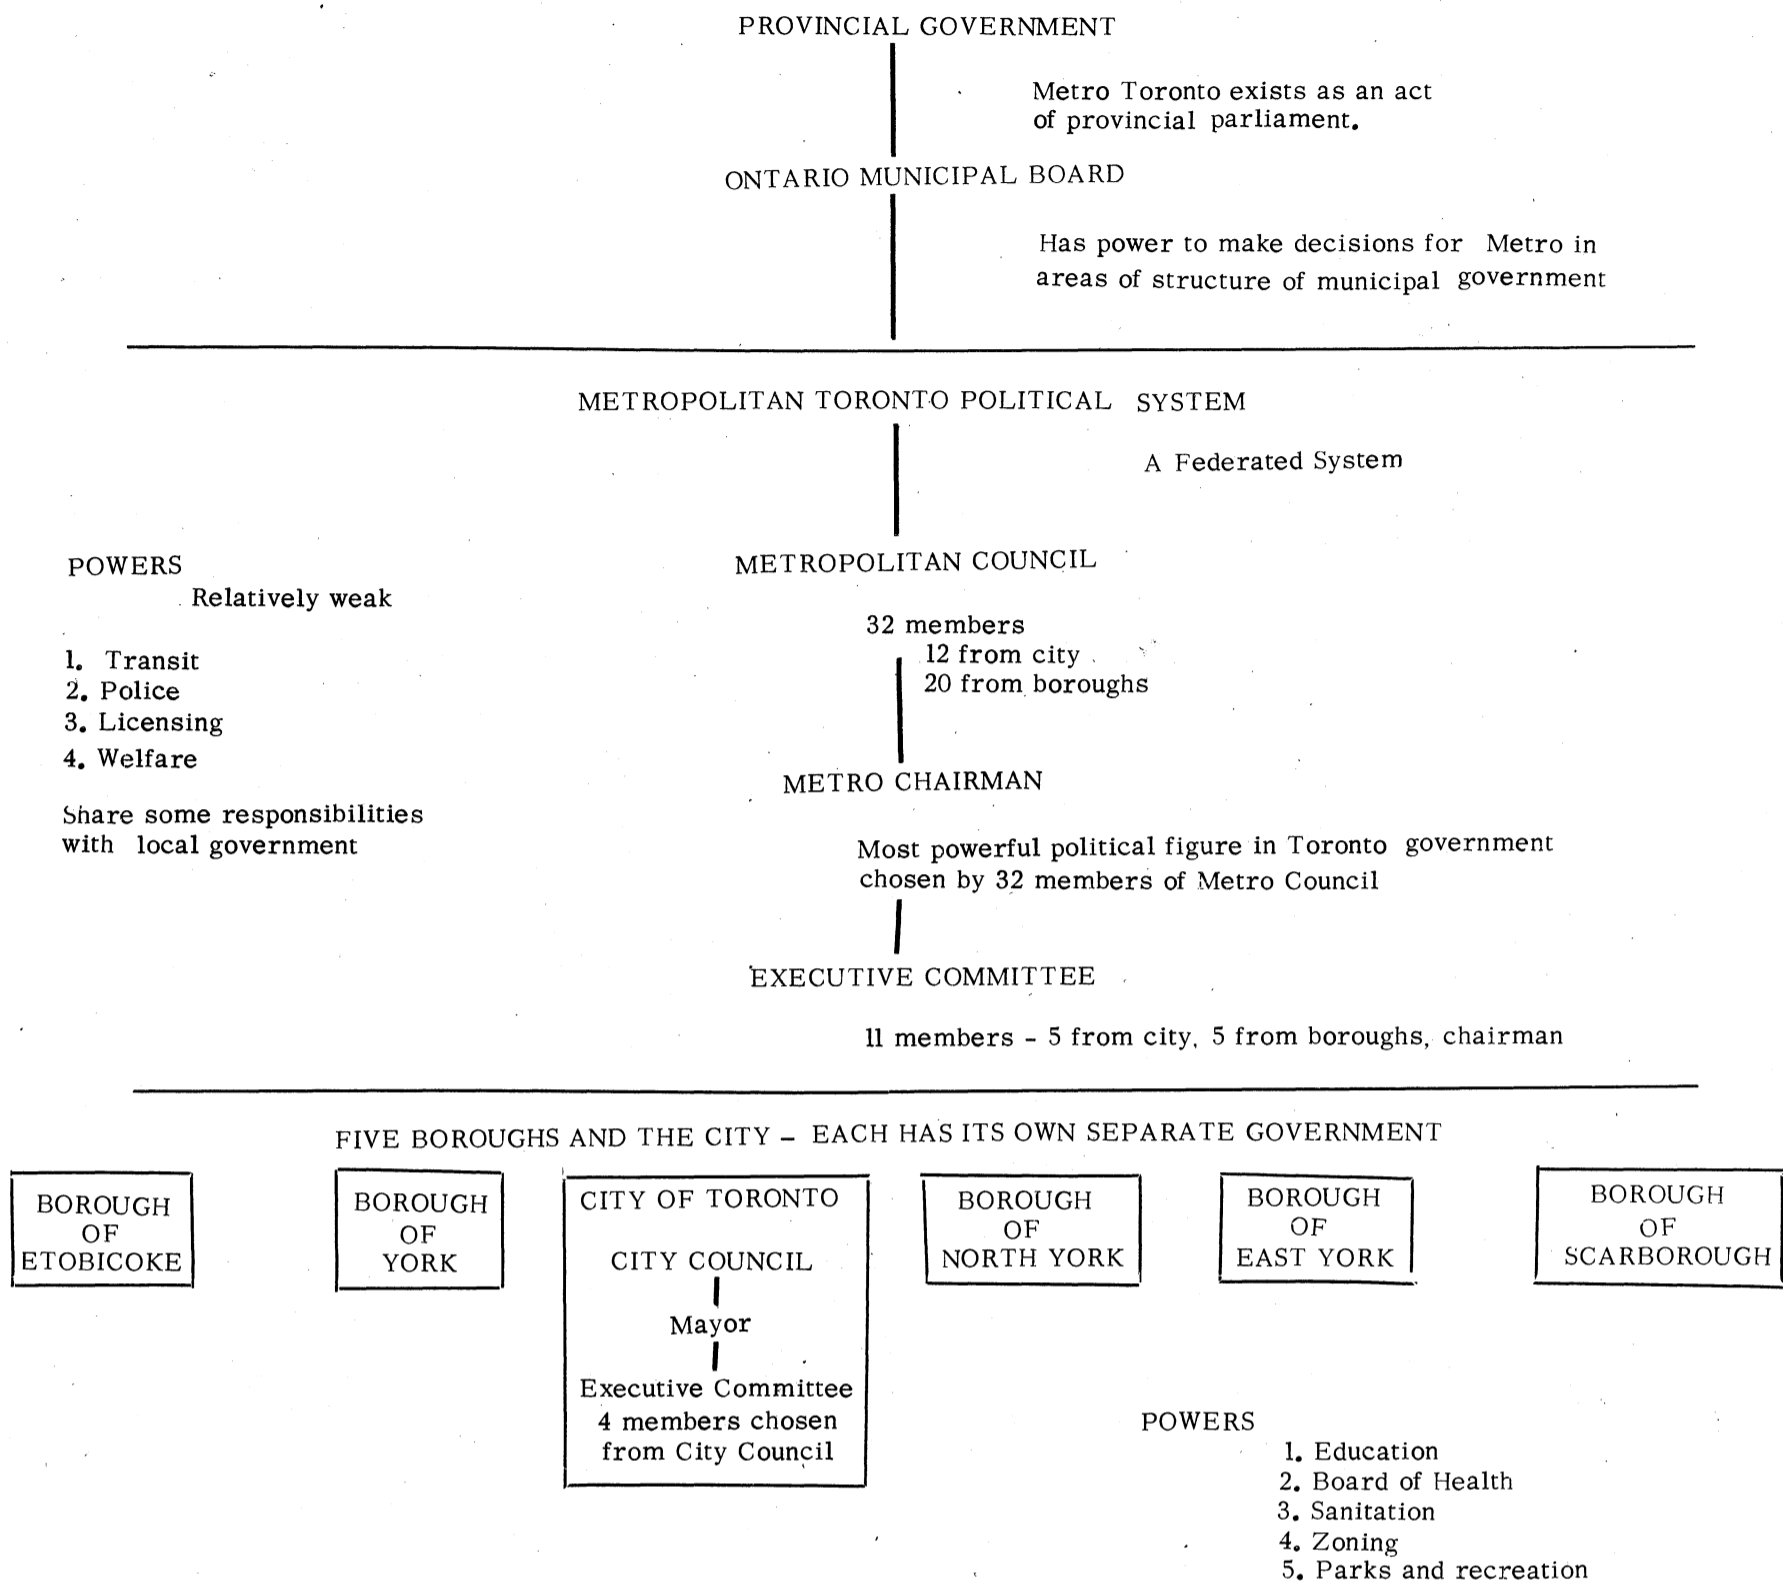 PROVINCIAL GOVERNMENT
Metro Toronto exists as an act
of provincial parliament.
ONTARIO MUNICIPAL BOARD
Has power to make decisions for Metro in
areas of structure of municipal government
METROPOLITAN TORONTO POLITICAL SYSTEM
A Federated System
POWERS
Relatively weak
1. Transit
2. Police
3. Licensing
4. Welfare
Share some responsibilities
with local government
METROPOLITAN COUNCIL
32 members
12 from city
20 from boroughs
METRO CHAIRMAN
Most powerful political figure in Toronto government
chosen by 32 members of Metro Council
EXECUTIVE COMMITTEE
11 members - 5 from city, 5 from boroughs, chairman
FIVE BOROUGHS AND THE CITY – EACH HAS ITS OWN SEPARATE GOVERNMENT
BOROUGH
OF
ETOBICOKE
BOROUGH
OF
YORK
CITY OF TORONTO
CITY COUNCIL
Mayor
Executive Committee
4 members chosen
from City Council
BOROUGH
OF
NORTH YORK
BOROUGH
OF
EAST YORK
BOROUGH
OF
SCARBOROUGH
POWERS
1. Education
2. Board of Health
3. Sanitation
4. Zoning
5. Parks and recreation